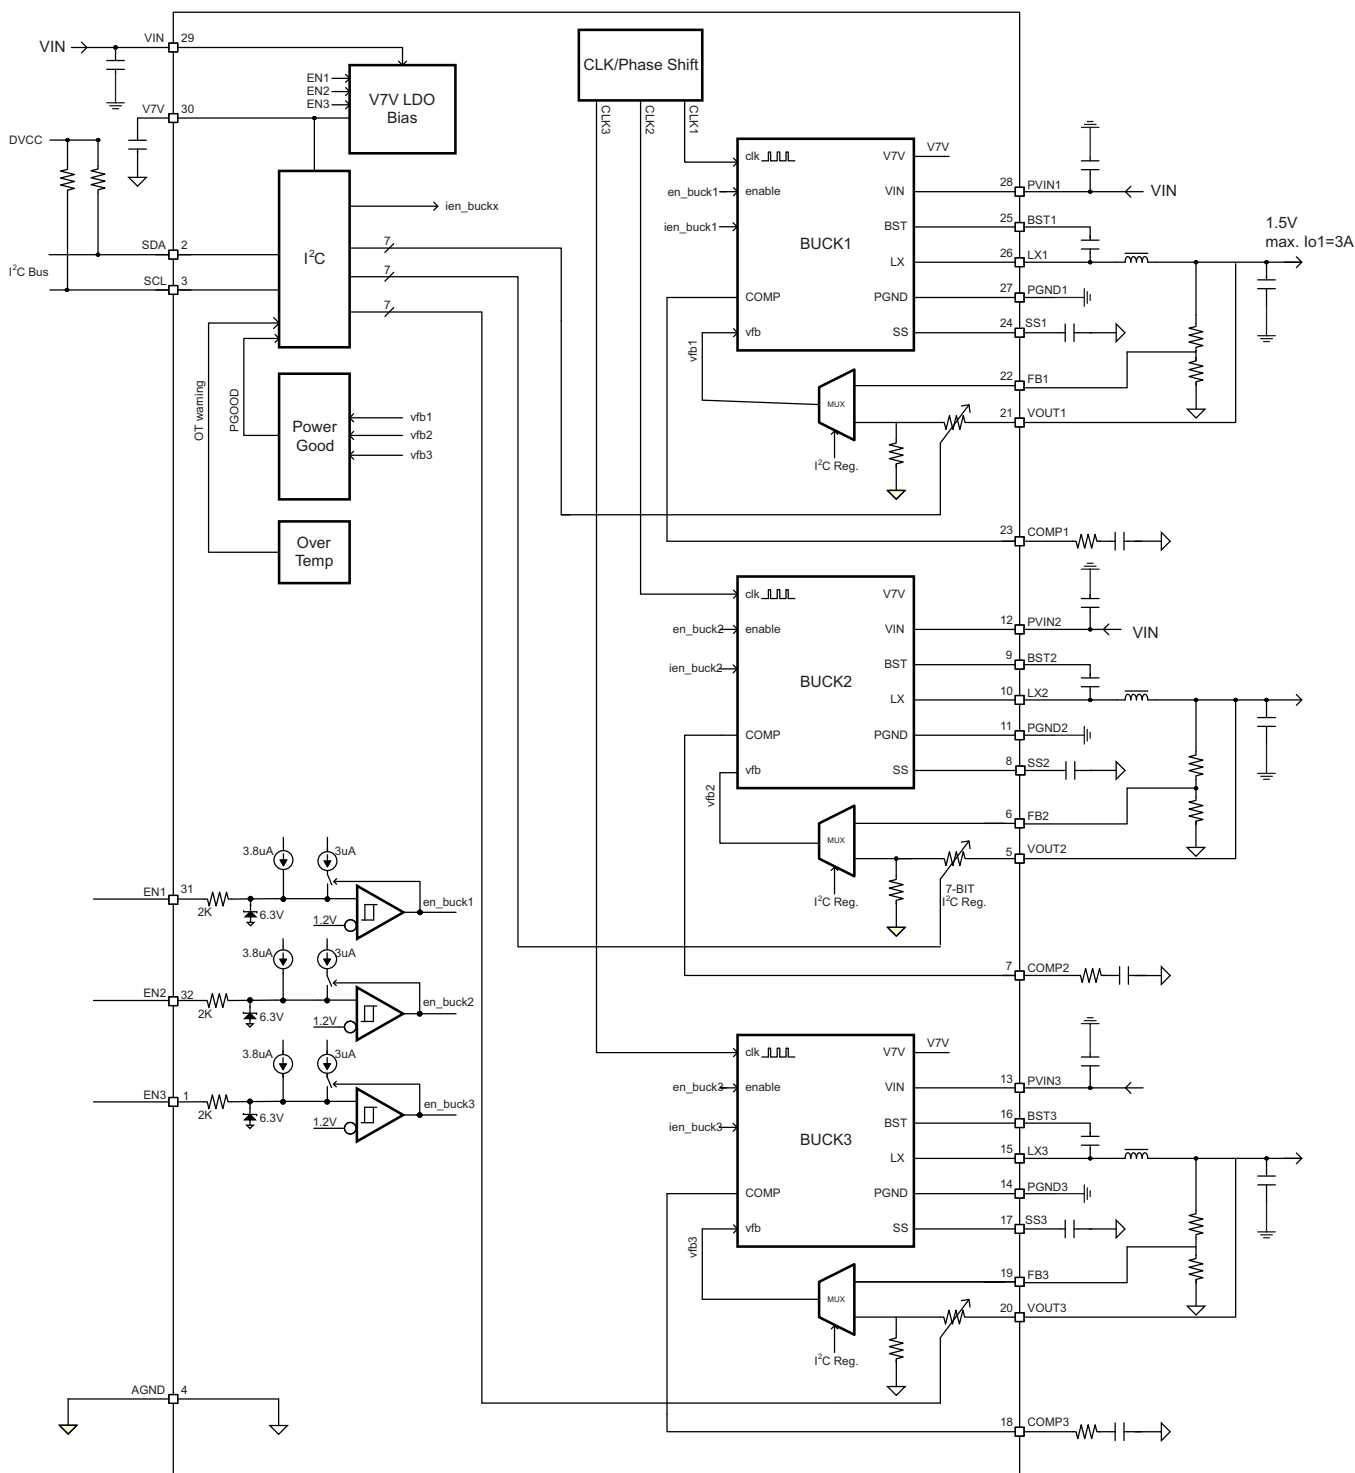 VIN
VIN
29
EN1
EN2
EN3
V7V LDO
Bias
V7V
30
DVCC
SDA
2
I²C Bus
SCL
3
I²C
ien_buckx
7
7
7
OT warning
PGOOD
Power
Good
vfb1
vfb2
vfb3
Over
Temp
CLK/Phase Shift
CLK3
CLK2
CLK1
clk
enable
COMP
vfb
BUCK1
V7V
VIN
BST
LX
PGND
SS
V7V
en_buck1
ien_buck1
28
PVIN1
VIN
25
BST1
26
LX1
1.5V
max. Io1=3A
27
PGND1
24
SS1
22
FB1
21
VOUT1
vfb1
MUX
I²C Reg.
23
COMP1
clk
enable
COMP
vfb
BUCK2
V7V
VIN
BST
LX
PGND
SS
en_buck2
ien_buck2
12
PVIN2
VIN
9
BST2
10
LX2
11
PGND2
8
SS2
6
FB2
5
VOUT2
vfb2
MUX
I²C Reg.
7-BIT
I²C Reg.
7
COMP2
3.8uA
3uA
EN1
31
2K
6.3V
1.2V
en_buck1
3.8uA
3uA
EN2
32
2K
6.3V
1.2V
en_buck2
3.8uA
3uA
EN3
1
2K
6.3V
1.2V
en_buck3
clk
enable
COMP
vfb
BUCK3
V7V
VIN
BST
LX
PGND
SS
V7V
en_buck3
ien_buck3
13
PVIN3
16
BST3
15
LX3
14
PGND3
17
SS3
19
FB3
20
VOUT3
vfb3
MUX
I²C Reg.
18
COMP3
AGND
4